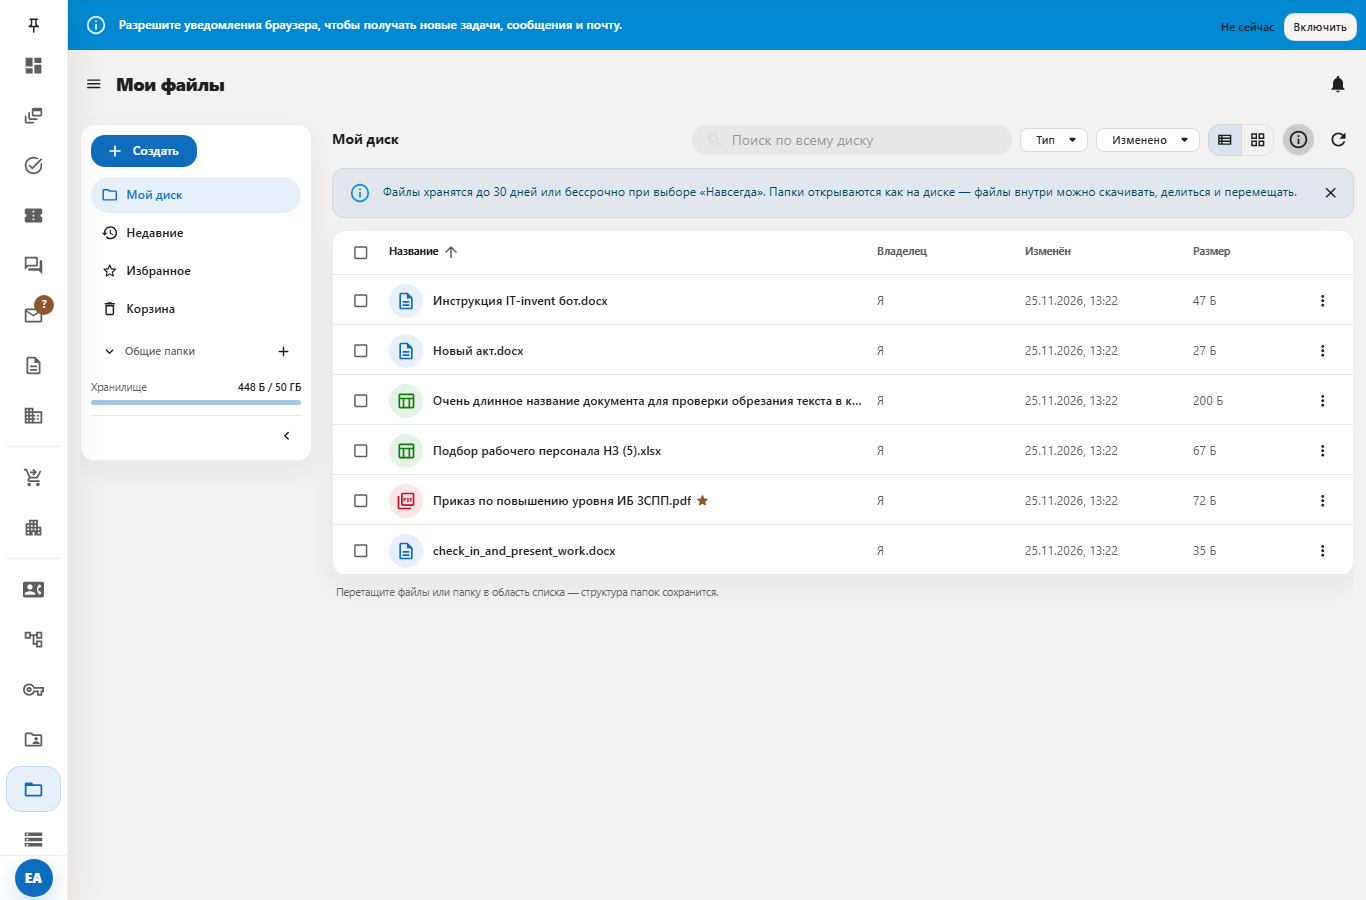 Разрешите уведомления браузера, чтобы получать новые задачи, сообщения и почту.
Не сейчас
Включить
Мои файлы
Создать
Мой диск
Недавние
Избранное
Корзина
Общие папки
Хранилище
448 Б / 50 ГБ
?
EA
Мой диск
Поиск по всему диску
Тип
Изменено
Файлы хранятся до 30 дней или бессрочно при выборе «Навсегда». Папки открываются как на диске — файлы внутри можно скачивать, делиться и перемещать.
Название Владелец Изменён Размер
Инструкция IT-invent бот.docx Я 25.11.2026, 13:22 47 Б
Новый акт.docx Я 25.11.2026, 13:22 27 Б
Очень длинное название документа для проверки обрезания текста в к... Я 25.11.2026, 13:22 200 Б
Подбор рабочего персонала НЗ (5).xlsx Я 25.11.2026, 13:22 67 Б
PDF Приказ по повышению уровня ИБ ЗСПП.pdf Я 25.11.2026, 13:22 72 Б
check_in_and_present_work.docx Я 25.11.2026, 13:22 35 Б
Перетащите файлы или папку в область списка — структура папок сохранится.